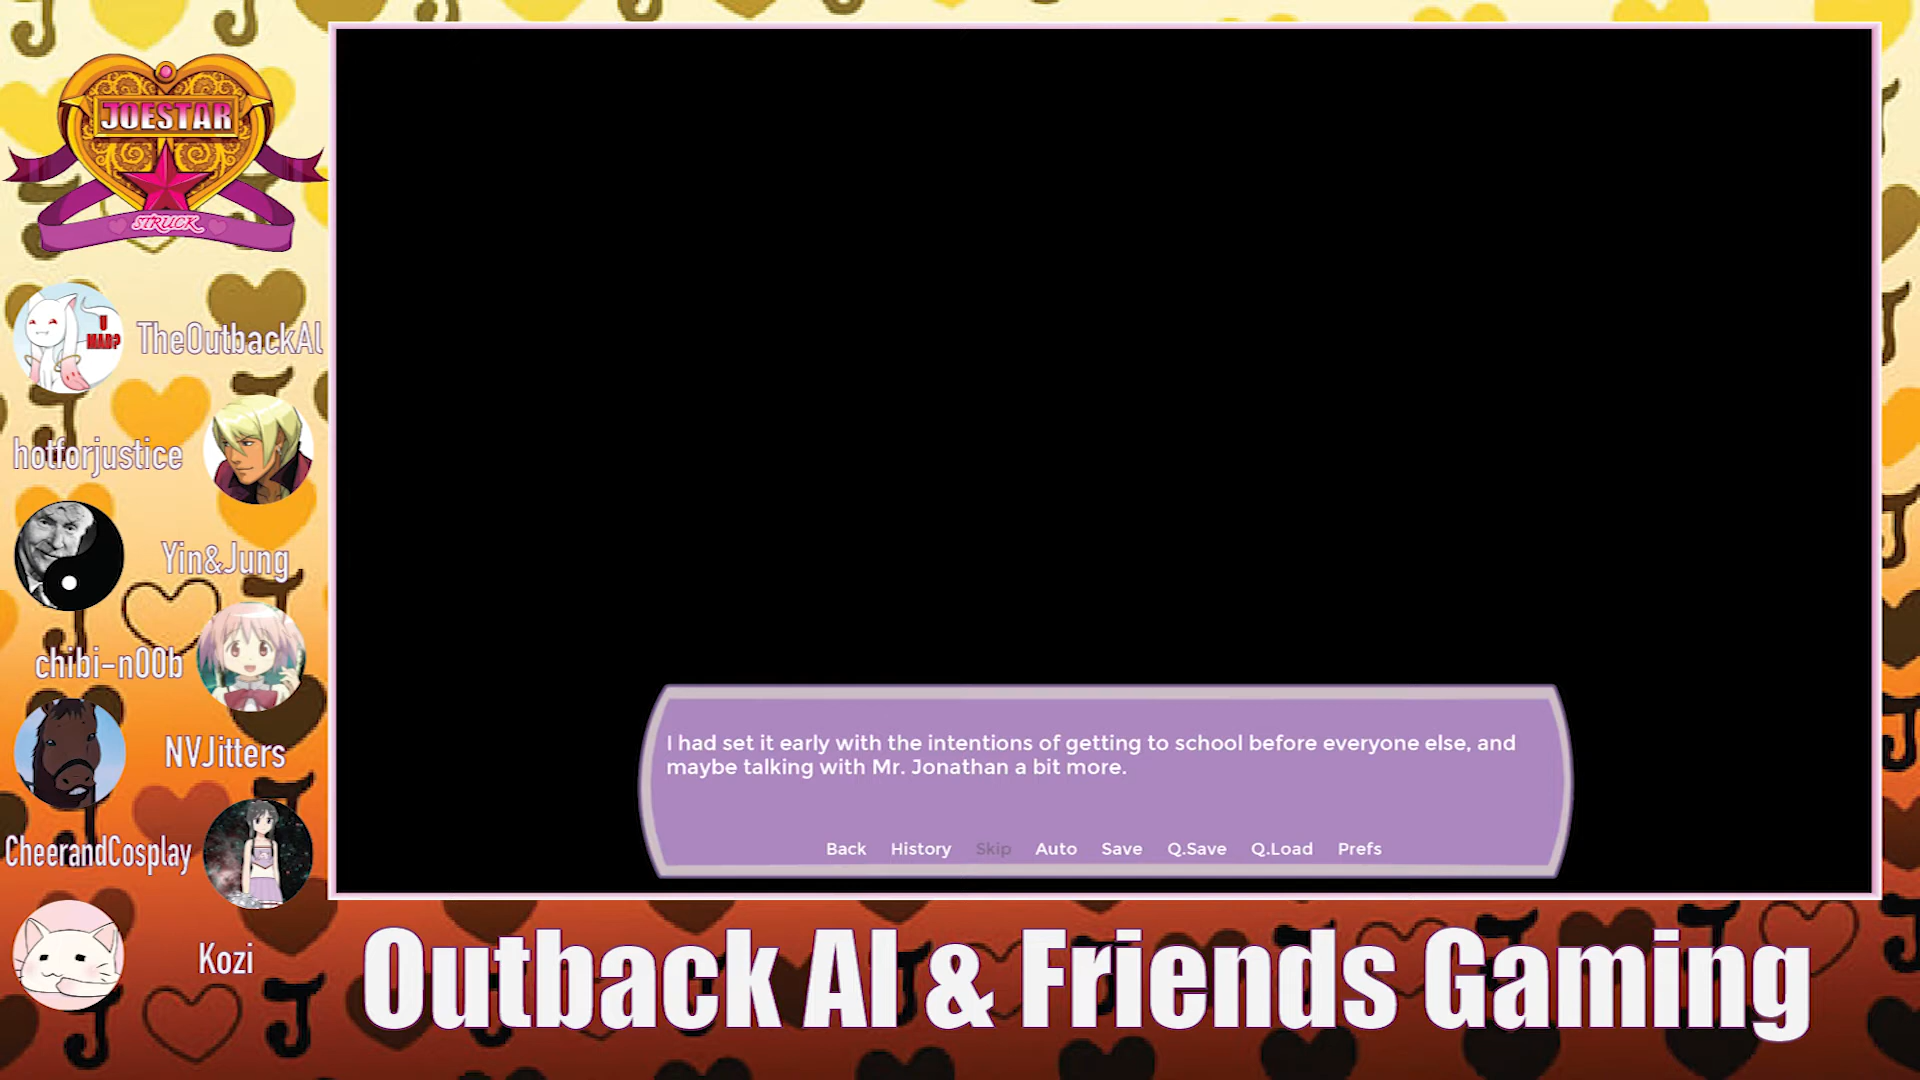 JOESTAR
STRUCK
U
MAD?
TheOutbackAl
hotforjustice
Yin&Jung
chibi-n00b
NVJitters
CheerandCosplay
Kozi
I had set it early with the intentions of getting to school before everyone else, and
maybe talking with Mr. Jonathan a bit more.
Back History Skip Auto Save Q.Save Q.Load Prefs
Outback Al & Friends Gaming